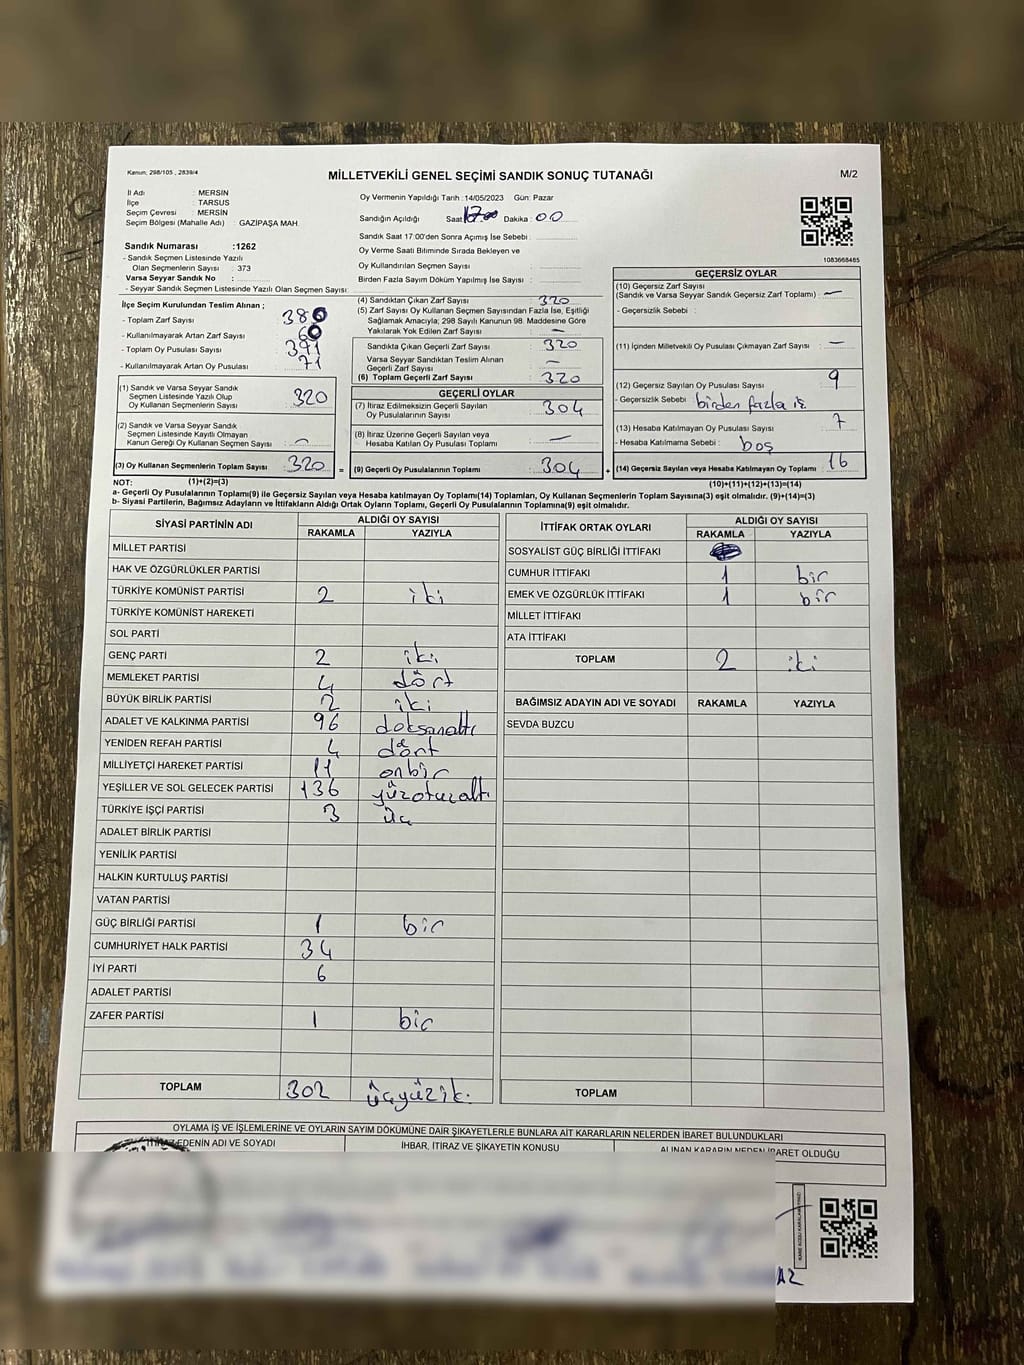 Kanun; 298/105 , 2839/4
MİLLETVEKİLİ GENEL SEÇİMİ SANDIK SONUÇ TUTANAĞI
M/2
İl Adı : MERSİN
İlçe : TARSUS
Seçim Çevresi : MERSİN
Seçim Bölgesi (Mahalle Adı) : GAZİPAŞA MAH.
Sandık Numarası :1262
- Sandık Seçmen Listesinde Yazılı
Olan Seçmenlerin Sayısı : 373
Varsa Seyyar Sandık No :
- Seyyar Sandık Seçmen Listesinde Yazılı Olan Seçmen Sayısı:
Oy Vermenin Yapıldığı Tarih :14/05/2023 Gün: Pazar
Sandığın Açıldığı Saat 17 00 Dakika : 00
Sandık Saat 17:00'den Sonra Açımış İse Sebebi :
Oy Verme Saati Bitiminde Sırada Bekleyen ve
Oy Kullandırılan Seçmen Sayısı :
Birden Fazla Sayım Döküm Yapılmış İse Sayısı :
1083668485
İlçe Seçim Kurulundan Teslim Alınan ;
- Toplam Zarf Sayısı 380
- Kullanılmayarak Artan Zarf Sayısı 60
- Toplam Oy Pusulası Sayısı 391
- Kullanılmayarak Artan Oy Pusulası 71
(1) Sandık ve Varsa Seyyar Sandık
Seçmen Listesinde Yazılı Olup
Oy Kullanan Seçmenlerin Sayısı 320
(2) Sandık ve Varsa Seyyar Sandık
Seçmen Listesinde Kayıtlı Olmayan
Kanun Gereği Oy Kullanan Seçmen Sayısı : —
(3) Oy Kullanan Seçmenlerin Toplam Sayısı 320 =
(4) Sandıktan Çıkan Zarf Sayısı 320
(5) Zarf Sayısı Oy Kullanan Seçmen Sayısından Fazla İse, Eşitliği
Sağlamak Amacıyla; 298 Sayılı Kanunun 98. Maddesine Göre
Yakılarak Yok Edilen Zarf Sayısı : —
Sandıkta Çıkan Geçerli Zarf Sayısı : 320
Varsa Seyyar Sandıktan Teslim Alınan
Geçerli Zarf Sayısı : —
(6) Toplam Geçerli Zarf Sayısı : 320
GEÇERLİ OYLAR
(7) İtiraz Edilmeksizin Geçerli Sayılan
Oy Pusulalarının Sayısı : 304
(8) İtiraz Üzerine Geçerli Sayılan veya
Hesaba Katılan Oy Pusulası Toplamı : —
(9) Geçerli Oy Pusulalarının Toplamı : 304 +
GEÇERSİZ OYLAR
(10) Geçersiz Zarf Sayısı
(Sandık ve Varsa Seyyar Sandık Geçersiz Zarf Toplamı) : —
- Geçersizlik Sebebi :
(11) İçinden Milletvekili Oy Pusulası Çıkmayan Zarf Sayısı : —
(12) Geçersiz Sayılan Oy Pusulası Sayısı : 9
- Geçersizlik Sebebi : birden fazla iş.
(13) Hesaba Katılmayan Oy Pusulası Sayısı : 7
- Hesaba Katılmama Sebebi : boş
(14) Geçersiz Sayılan veya Hesaba Katılmayan Oy Toplamı : 16
NOT: (1)+(2)=(3) (10)+(11)+(12)+(13)=(14)
a- Geçerli Oy Pusulalarının Toplamı(9) ile Geçersiz Sayılan veya Hesaba katılmayan Oy Toplamı(14) Toplamları, Oy Kullanan Seçmenlerin Toplam Sayısına(3) eşit olmalıdır. (9)+(14)=(3)
b- Siyasi Partilerin, Bağımsız Adayların ve İttifakların Aldığı Ortak Oyların Toplamı, Geçerli Oy Pusulalarının Toplamına(9) eşit olmalıdır.
SİYASİ PARTİNİN ADI ALDIĞI OY SAYISI
RAKAMLA YAZIYLA
MİLLET PARTİSİ
HAK VE ÖZGÜRLÜKLER PARTİSİ
TÜRKİYE KOMÜNİST PARTİSİ 2 iki
TÜRKİYE KOMÜNİST HAREKETİ
SOL PARTİ
GENÇ PARTİ 2 iki
MEMLEKET PARTİSİ 4 dört
BÜYÜK BİRLİK PARTİSİ 2 iki
ADALET VE KALKINMA PARTİSİ 96 doksanaltı
YENİDEN REFAH PARTİSİ 4 dört
MİLLİYETÇİ HAREKET PARTİSİ 11 onbir
YEŞİLLER VE SOL GELECEK PARTİSİ 136 yüzotuzaltı
TÜRKİYE İŞÇİ PARTİSİ 3 üç
ADALET BİRLİK PARTİSİ
YENİLİK PARTİSİ
HALKIN KURTULUŞ PARTİSİ
VATAN PARTİSİ
GÜÇ BİRLİĞİ PARTİSİ 1 bir
CUMHURİYET HALK PARTİSİ 34
İYİ PARTİ 6
ADALET PARTİSİ
ZAFER PARTİSİ 1 bir
TOPLAM 302 üçyüzik.
İTTİFAK ORTAK OYLARI ALDIĞI OY SAYISI
RAKAMLA YAZIYLA
SOSYALİST GÜÇ BİRLİĞİ İTTİFAKI
CUMHUR İTTİFAKI 1 bir
EMEK VE ÖZGÜRLÜK İTTİFAKI 1 bir
MİLLET İTTİFAKI
ATA İTTİFAKI
TOPLAM 2 iki
BAĞIMSIZ ADAYIN ADI VE SOYADI RAKAMLA YAZIYLA
SEVDA BUZCU
TOPLAM
OYLAMA İŞ VE İŞLEMLERİNE VE OYLARIN SAYIM DÖKÜMÜNE DAİR ŞİKAYETLERLE BUNLARA AİT KARARLARIN NELERDEN İBARET BULUNDUKLARI
İTİRAZ EDENİN ADI VE SOYADI İHBAR, İTİRAZ VE ŞİKAYETİN KONUSU ALINAN KARARIN NEDEN İBARET OLDUĞU